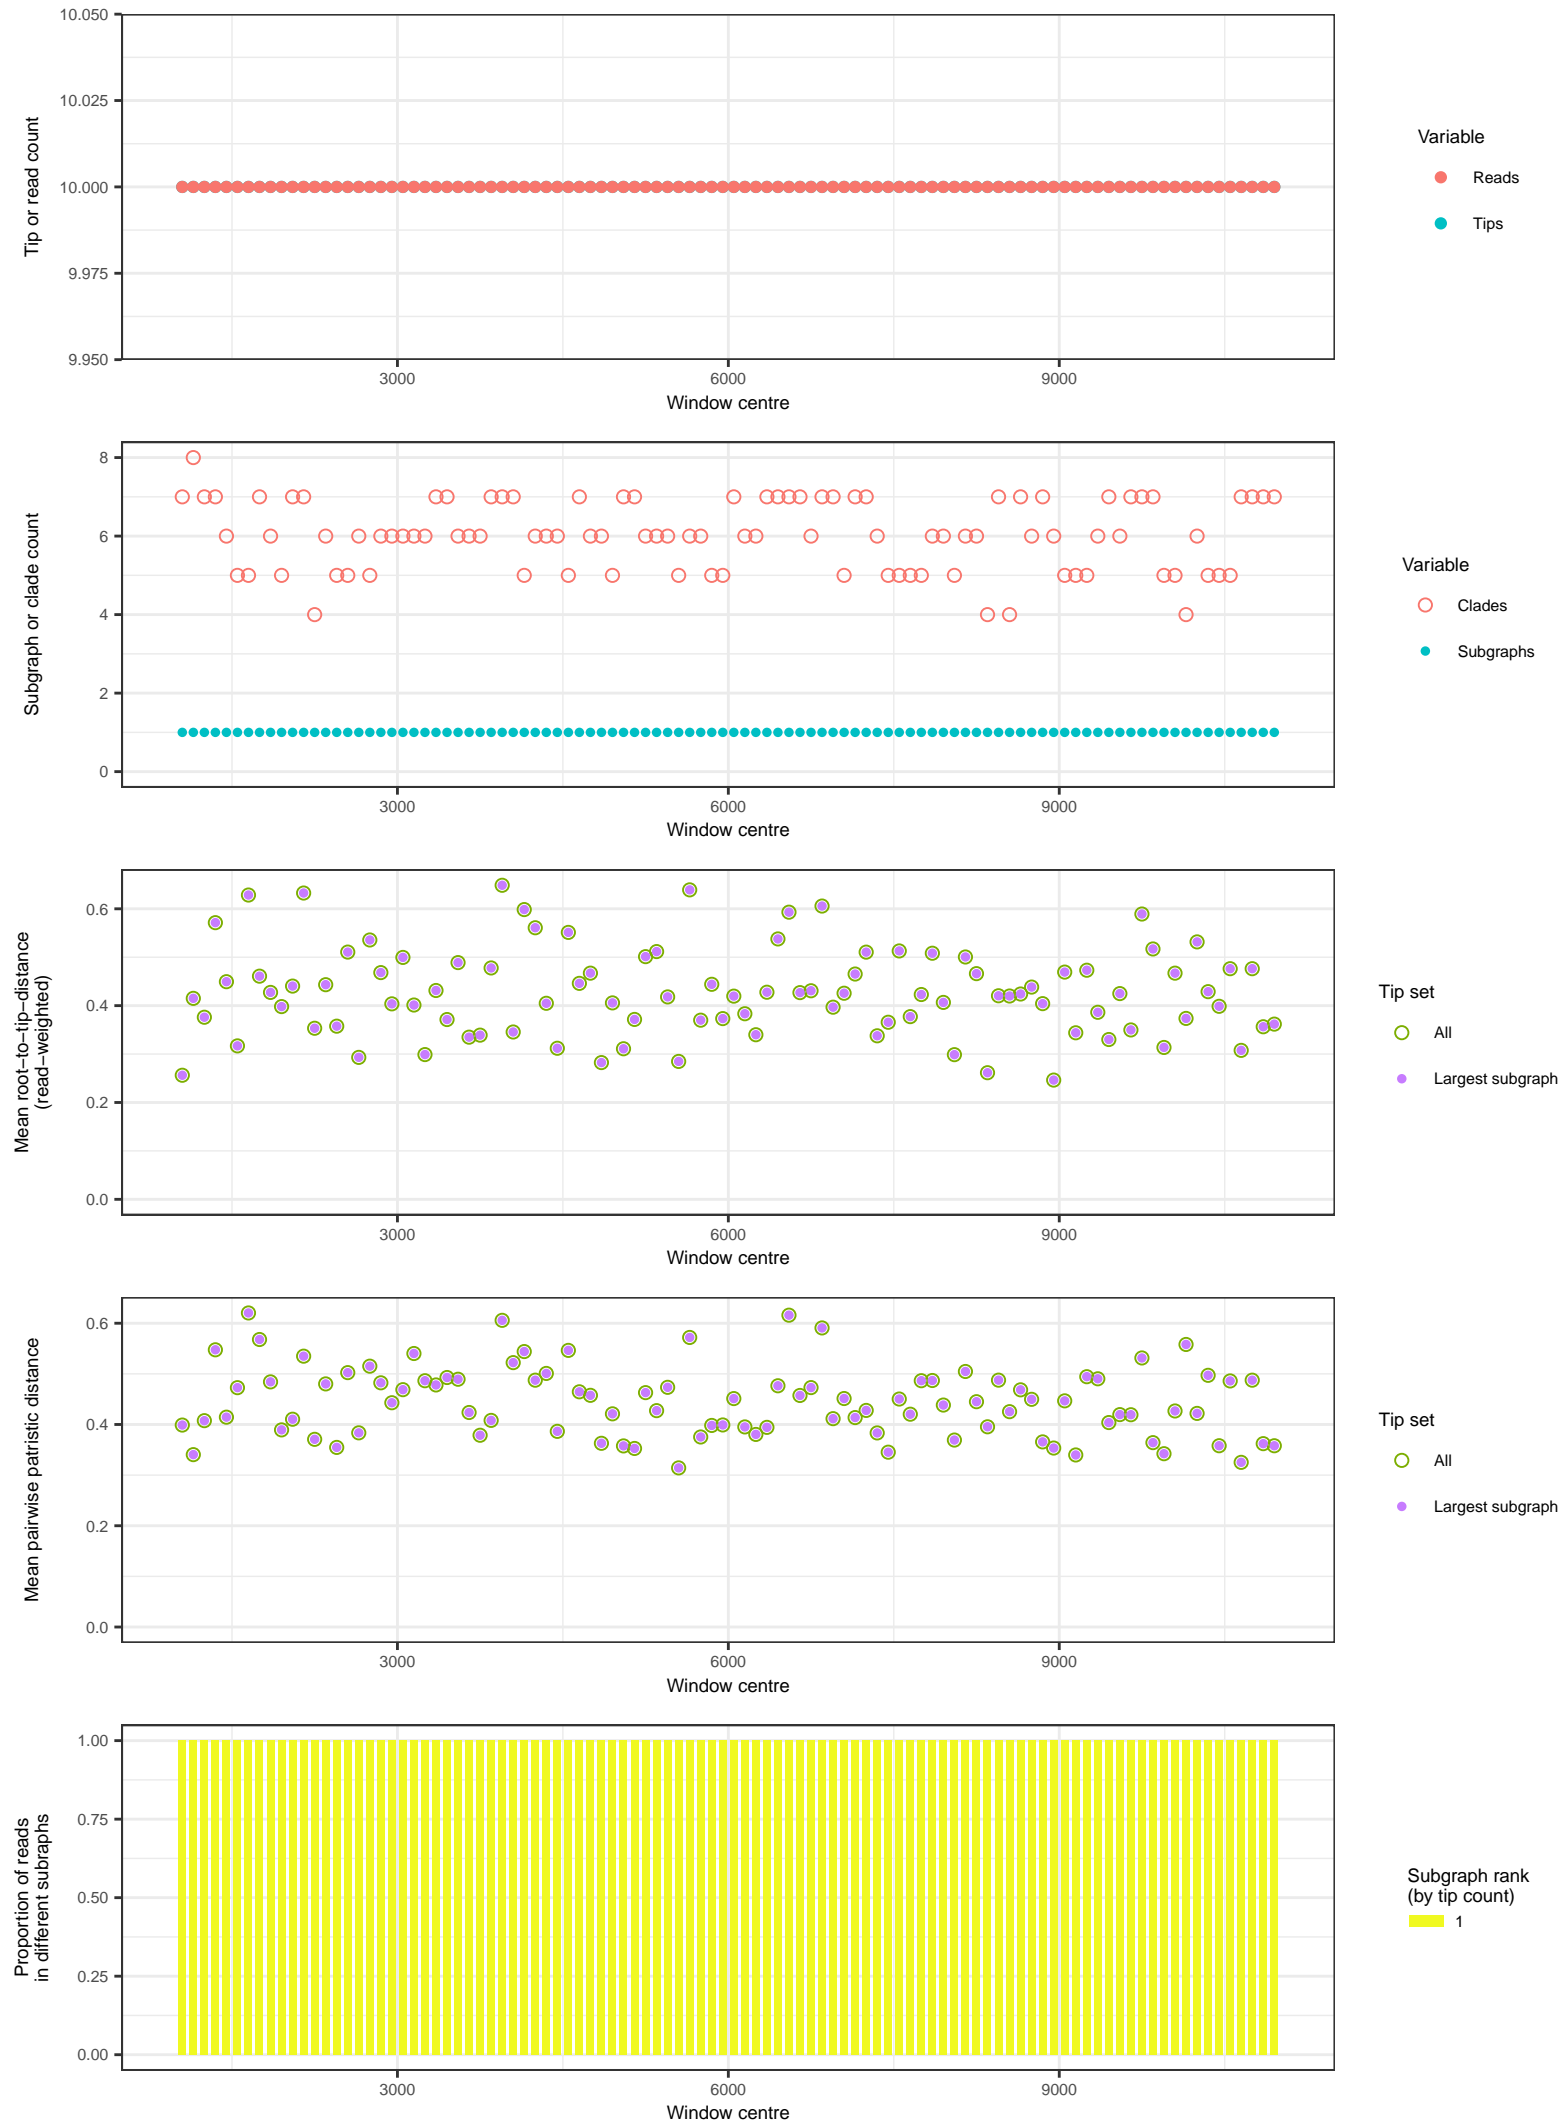 10.050
10.025
10.000
9.975
9.950
Tip or read count
3000 6000 9000
Window centre
Variable
Reads
Tips
8
6
4
2
0
Subgraph or clade count
3000 6000 9000
Window centre
Variable
Clades
Subgraphs
0.6
0.4
0.2
0.0
Mean root−to−tip−distance
(read−weighted)
3000 6000 9000
Window centre
Tip set
All
Largest subgraph
0.6
0.4
0.2
0.0
Mean pairwise patristic distance
3000 6000 9000
Window centre
Tip set
All
Largest subgraph
1.00
0.75
0.50
0.25
0.00
Proportion of reads
in different subraphs
3000 6000 9000
Window centre
Subgraph rank
(by tip count)
1